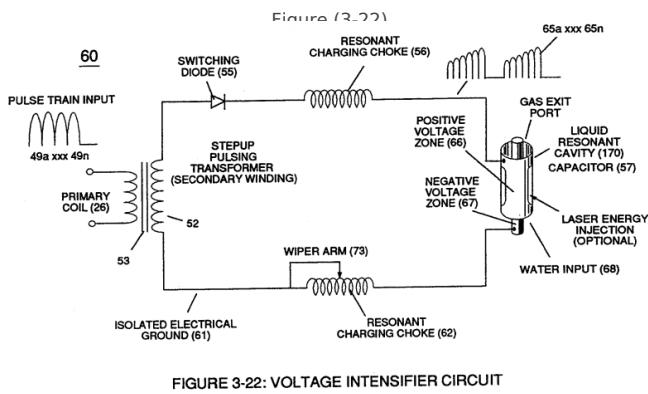 Figure (3-22)
60
SWITCHING
DIODE (55)
RESONANT
CHARGING CHOKE (56)
65a xxx 65n
PULSE TRAIN INPUT
49a xxx 49n
GAS EXIT
PORT
POSITIVE
VOLTAGE
ZONE (66)
LIQUID
RESONANT
CAVITY (170)
CAPACITOR (57)
STEPUP
PULSING
TRANSFORMER
(SECONDARY WINDING)
PRIMARY
COIL (26)
NEGATIVE
VOLTAGE
ZONE (67)
52
53
LASER ENERGY
INJECTION
(OPTIONAL)
WIPER ARM (73)
WATER INPUT (68)
ISOLATED ELECTRICAL
GROUND (61)
RESONANT
CHARGING CHOKE (62)
FIGURE 3-22: VOLTAGE INTENSIFIER CIRCUIT